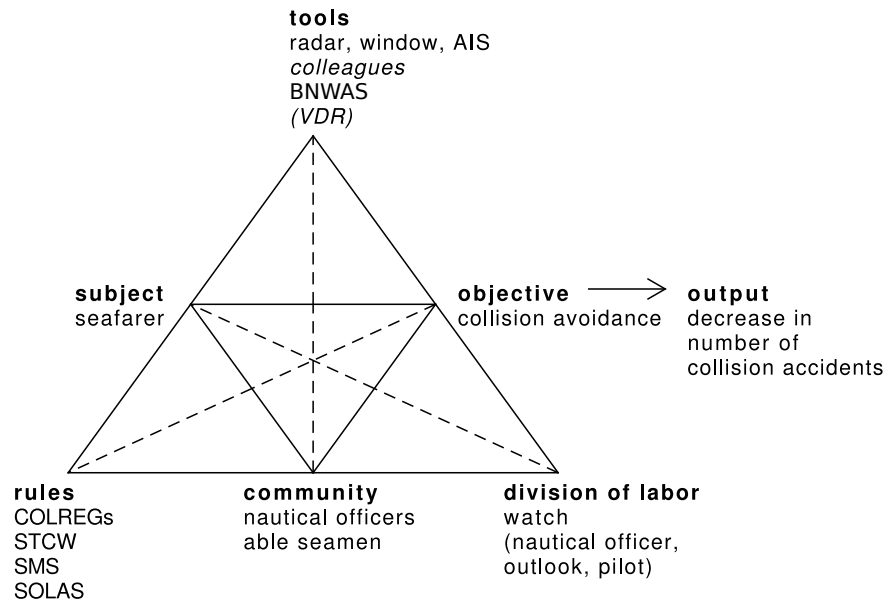 tools
radar, window, AIS
colleagues
BNWAS
(VDR)
subject
seafarer
objective
collision avoidance
output
decrease in
number of
collision accidents
rules
COLREGs
STCW
SMS
SOLAS
community
nautical officers
able seamen
division of labor
watch
(nautical officer,
outlook, pilot)